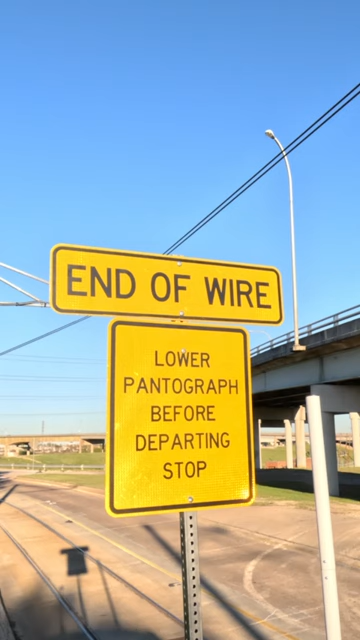 END OF WIRE
LOWER
PANTOGRAPH
BEFORE
DEPARTING
STOP